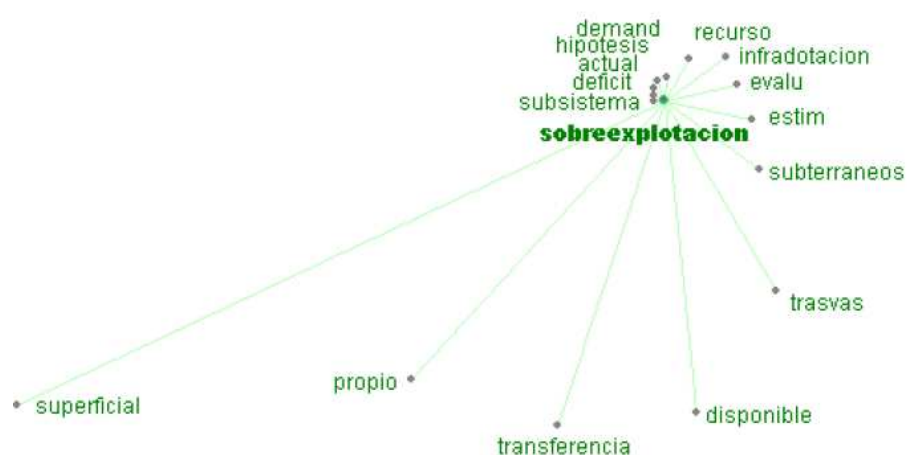 demand
recurso
hipotesis
infradotacion
actual
evalu
deficit
subsistema
estim
sobreexplotacion
subterraneos
trasvas
propio
superficial
disponible
transferencia